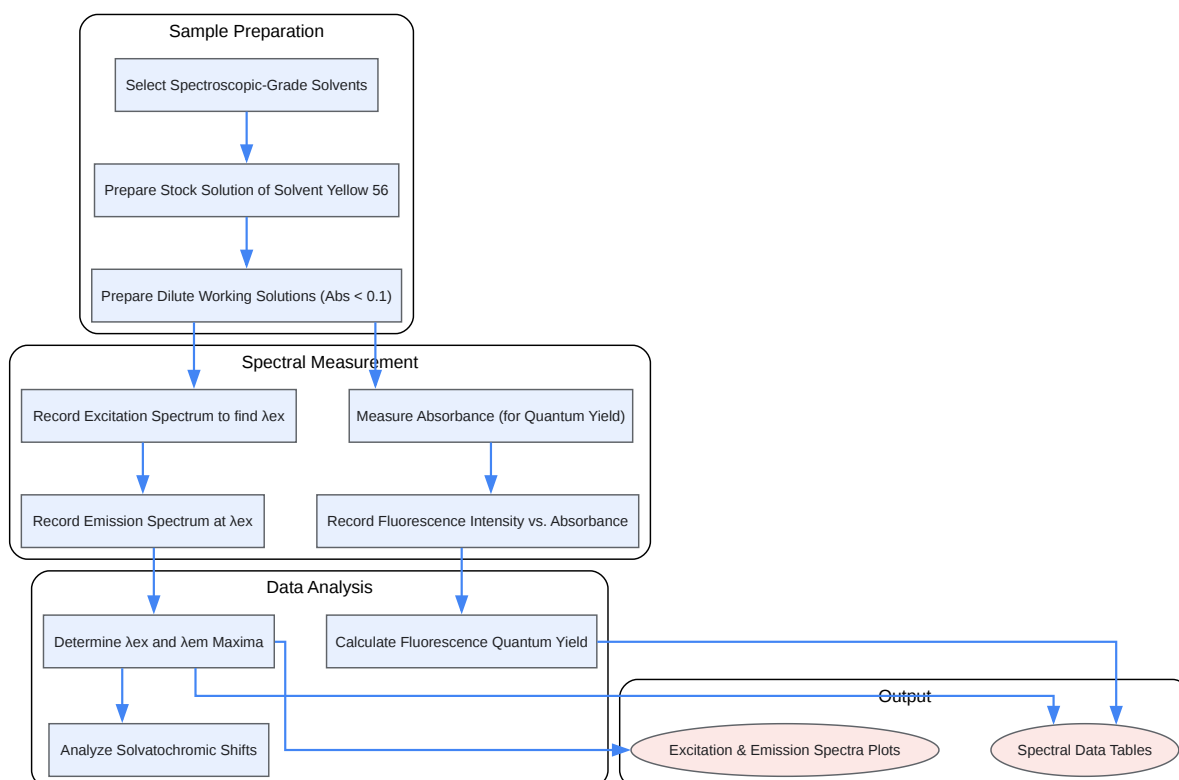 Sample Preparation
Select Spectroscopic-Grade Solvents
Prepare Stock Solution of Solvent Yellow 56
Prepare Dilute Working Solutions (Abs < 0.1)
Spectral Measurement
Record Excitation Spectrum to find λex
Measure Absorbance (for Quantum Yield)
Record Emission Spectrum at λex
Record Fluorescence Intensity vs. Absorbance
Data Analysis
Determine λex and λem Maxima
Calculate Fluorescence Quantum Yield
Output
Analyze Solvatochromic Shifts
Excitation & Emission Spectra Plots
Spectral Data Tables